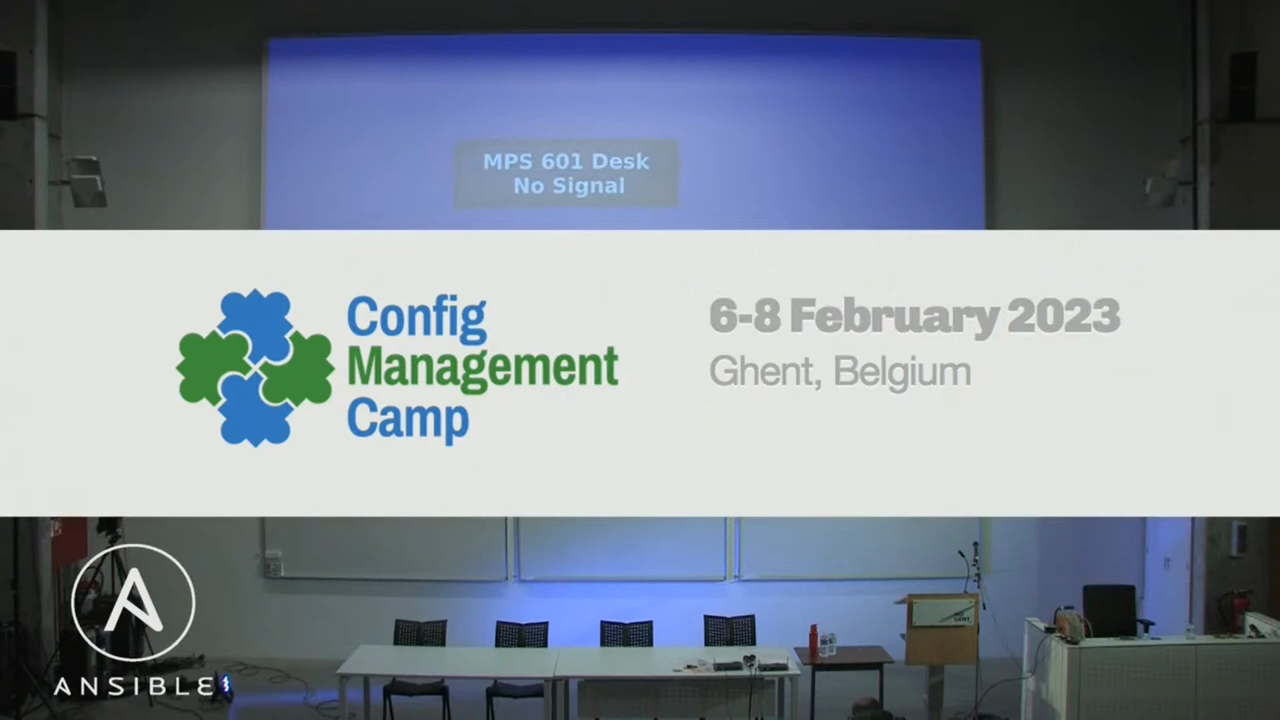 MPS 601 Desk
No Signal
Config
Management
Camp
6-8 February 2023
Ghent, Belgium
ANSIBLE